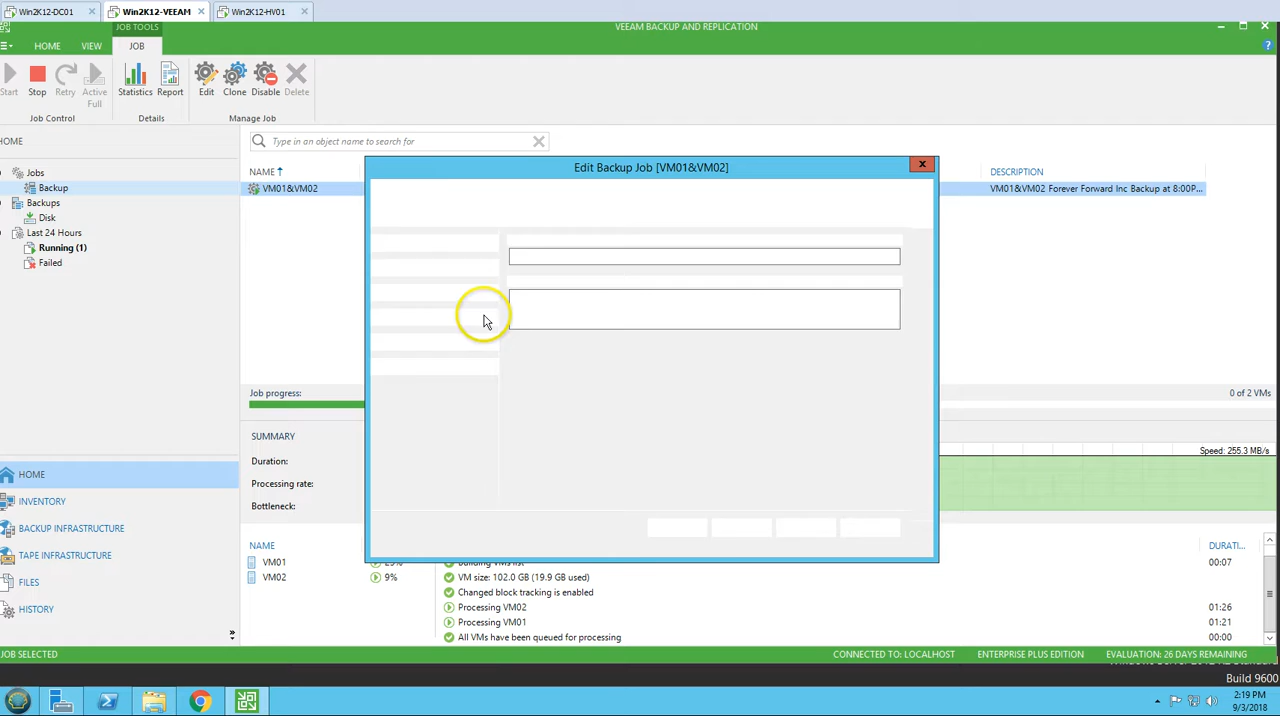 Win2K12-DC01
Win2K12-VEEAM
Win2K12-HV01
JOB TOOLS
VEEAM BACKUP AND REPLICATION
HOME
VIEW
JOB
Start
Stop
Retry
Active Full
Statistics
Report
Edit
Clone
Disable
Delete
Job Control
Details
Manage Job
HOME
Type in an object name to search for
Jobs
Backup
Backups
Disk
Last 24 Hours
Running (1)
Failed
NAME
DESCRIPTION
VM01&VM02
VM01&VM02 Forever Forward Inc Backup at 8:00P...
Edit Backup Job [VM01&VM02]
Job progress:
0 of 2 VMs
SUMMARY
Duration:
Processing rate:
Bottleneck:
Speed: 255.3 MB/s
HOME
INVENTORY
BACKUP INFRASTRUCTURE
TAPE INFRASTRUCTURE
FILES
HISTORY
NAME
DURATI...
VM01
Building VMs list
00:07
VM02
9%
VM size: 102.0 GB (19.9 GB used)
Changed block tracking is enabled
Processing VM02
01:26
Processing VM01
01:21
All VMs have been queued for processing
00:00
JOB SELECTED
CONNECTED TO: LOCALHOST
ENTERPRISE PLUS EDITION
EVALUATION: 26 DAYS REMAINING
Build 9600
2:19 PM
9/3/2018